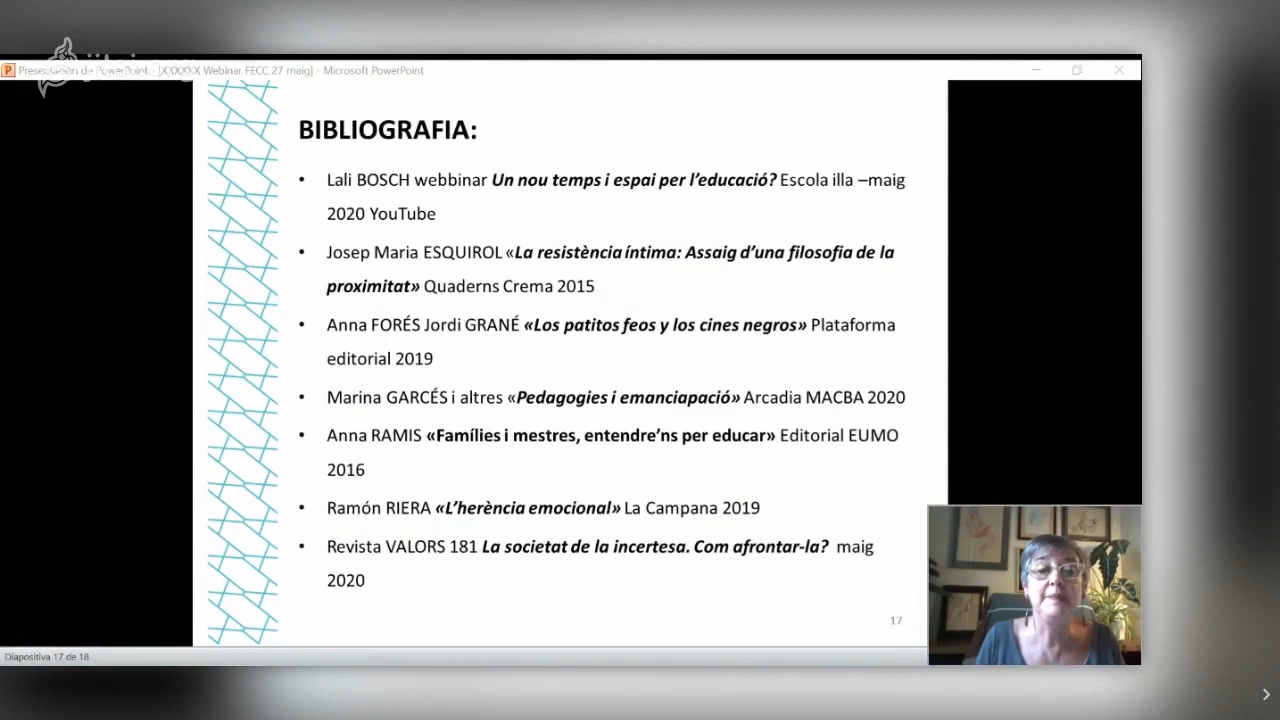 Presentación de PowerPoint - [XXXXXX Webinar FECC 27 maig] - Microsoft PowerPoint
BIBLIOGRAFIA:
• Lali BOSCH webbinar Un nou temps i espai per l’educació? Escola illa –maig
2020 YouTube
• Josep Maria ESQUIROL «La resistència íntima: Assaig d’una filosofia de la
proximitat» Quaderns Crema 2015
• Anna FORÉS Jordi GRANÉ «Los patitos feos y los cines negros» Plataforma
editorial 2019
• Marina GARCÉS i altres «Pedagogies i emanciapació» Arcadia MACBA 2020
• Anna RAMIS «Famílies i mestres, entendre’ns per educar» Editorial EUMO
2016
• Ramón RIERA «L’herència emocional» La Campana 2019
• Revista VALORS 181 La societat de la incertesa. Com afrontar-la? maig
2020
17
Diapositiva 17 de 18